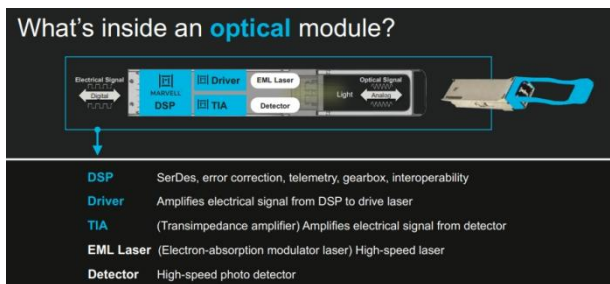 What's inside an optical module?
Electrical Signal
Digital
MARVELL
DSP
Driver
TIA
EML Laser
Detector
Light
Optical Signal
Analog
DSP SerDes, error correction, telemetry, gearbox, interoperability
Driver Amplifies electrical signal from DSP to drive laser
TIA (Transimpedance amplifier) Amplifies electrical signal from detector
EML Laser (Electron-absorption modulator laser) High-speed laser
Detector High-speed photo detector